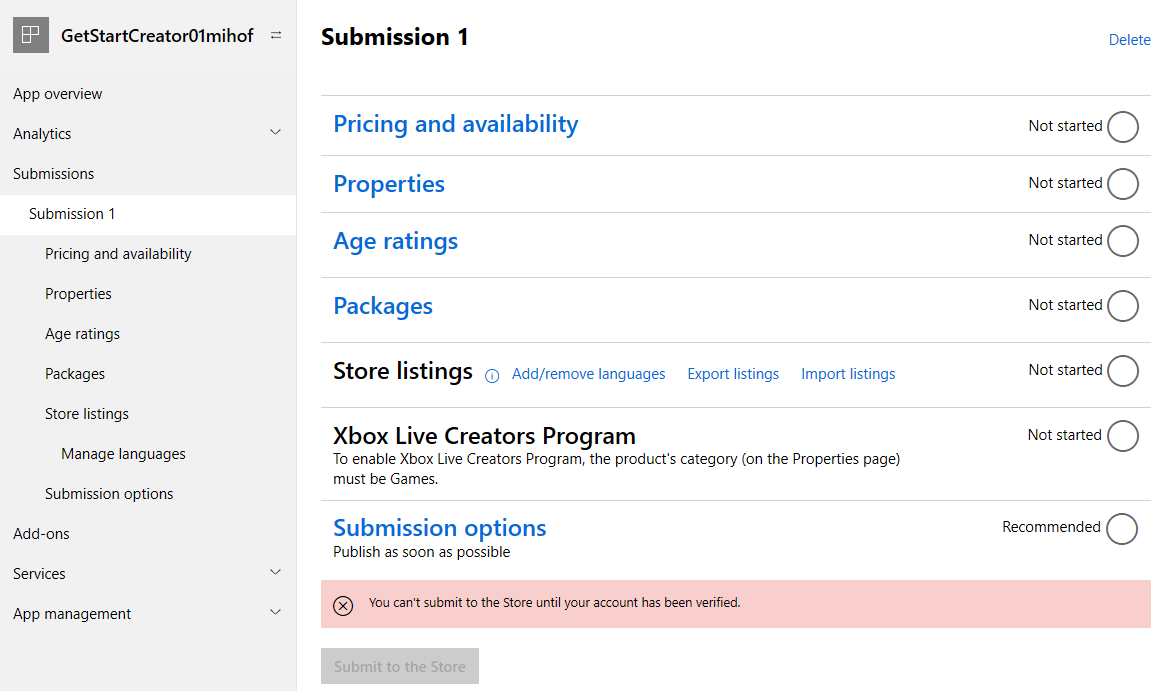 GetStartCreator01mihof
App overview
Analytics
Submissions
Submission 1
Pricing and availability
Properties
Age ratings
Packages
Store listings
Manage languages
Submission options
Add-ons
Services
App management
Submission 1
Delete
Pricing and availability
Not started
Properties
Not started
Age ratings
Not started
Packages
Not started
Store listings Add/remove languages Export listings Import listings
Not started
Xbox Live Creators Program
Not started
To enable Xbox Live Creators Program, the product's category (on the Properties page)
must be Games.
Submission options
Recommended
Publish as soon as possible
You can't submit to the Store until your account has been verified.
Submit to the Store